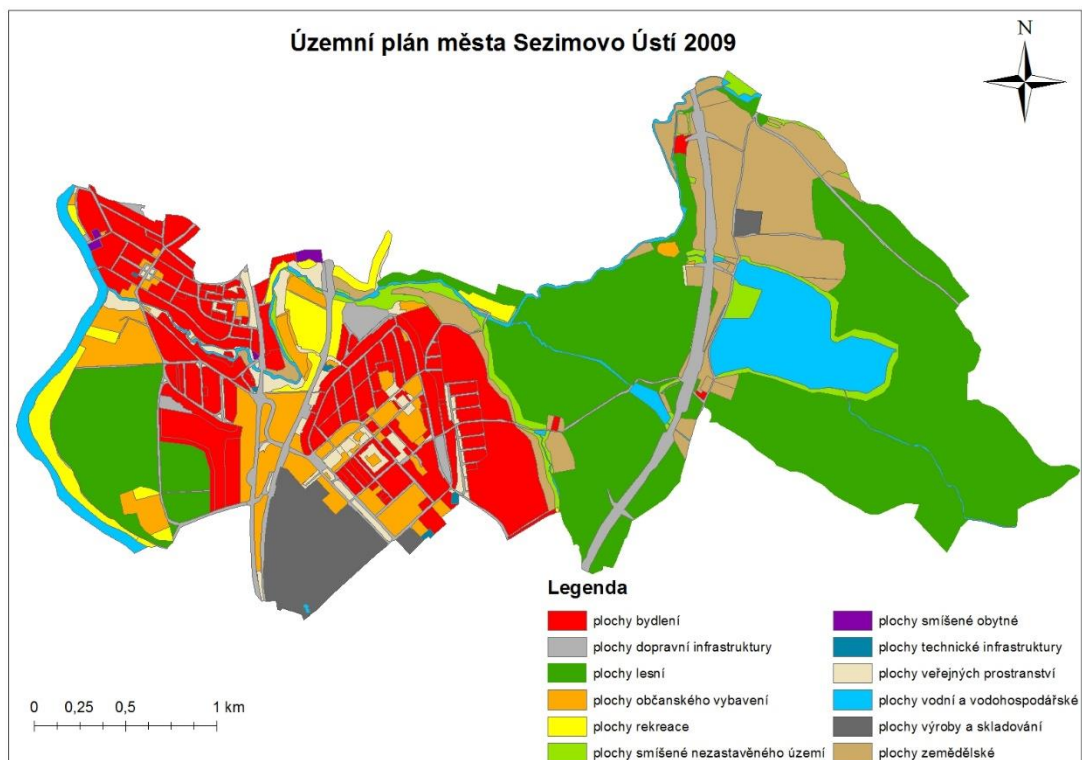 Územní plán města Sezimovo Ústí 2009
N
Legenda
plochy bydlení
plochy dopravní infrastruktury
plochy lesní
plochy občanského vybavení
plochy rekreace
plochy smíšené nezastavěného území
plochy smíšené obytné
plochy technické infrastruktury
plochy veřejných prostranství
plochy vodní a vodohospodářské
plochy výroby a skladování
plochy zemědělské
0 0,25 0,5 1 km